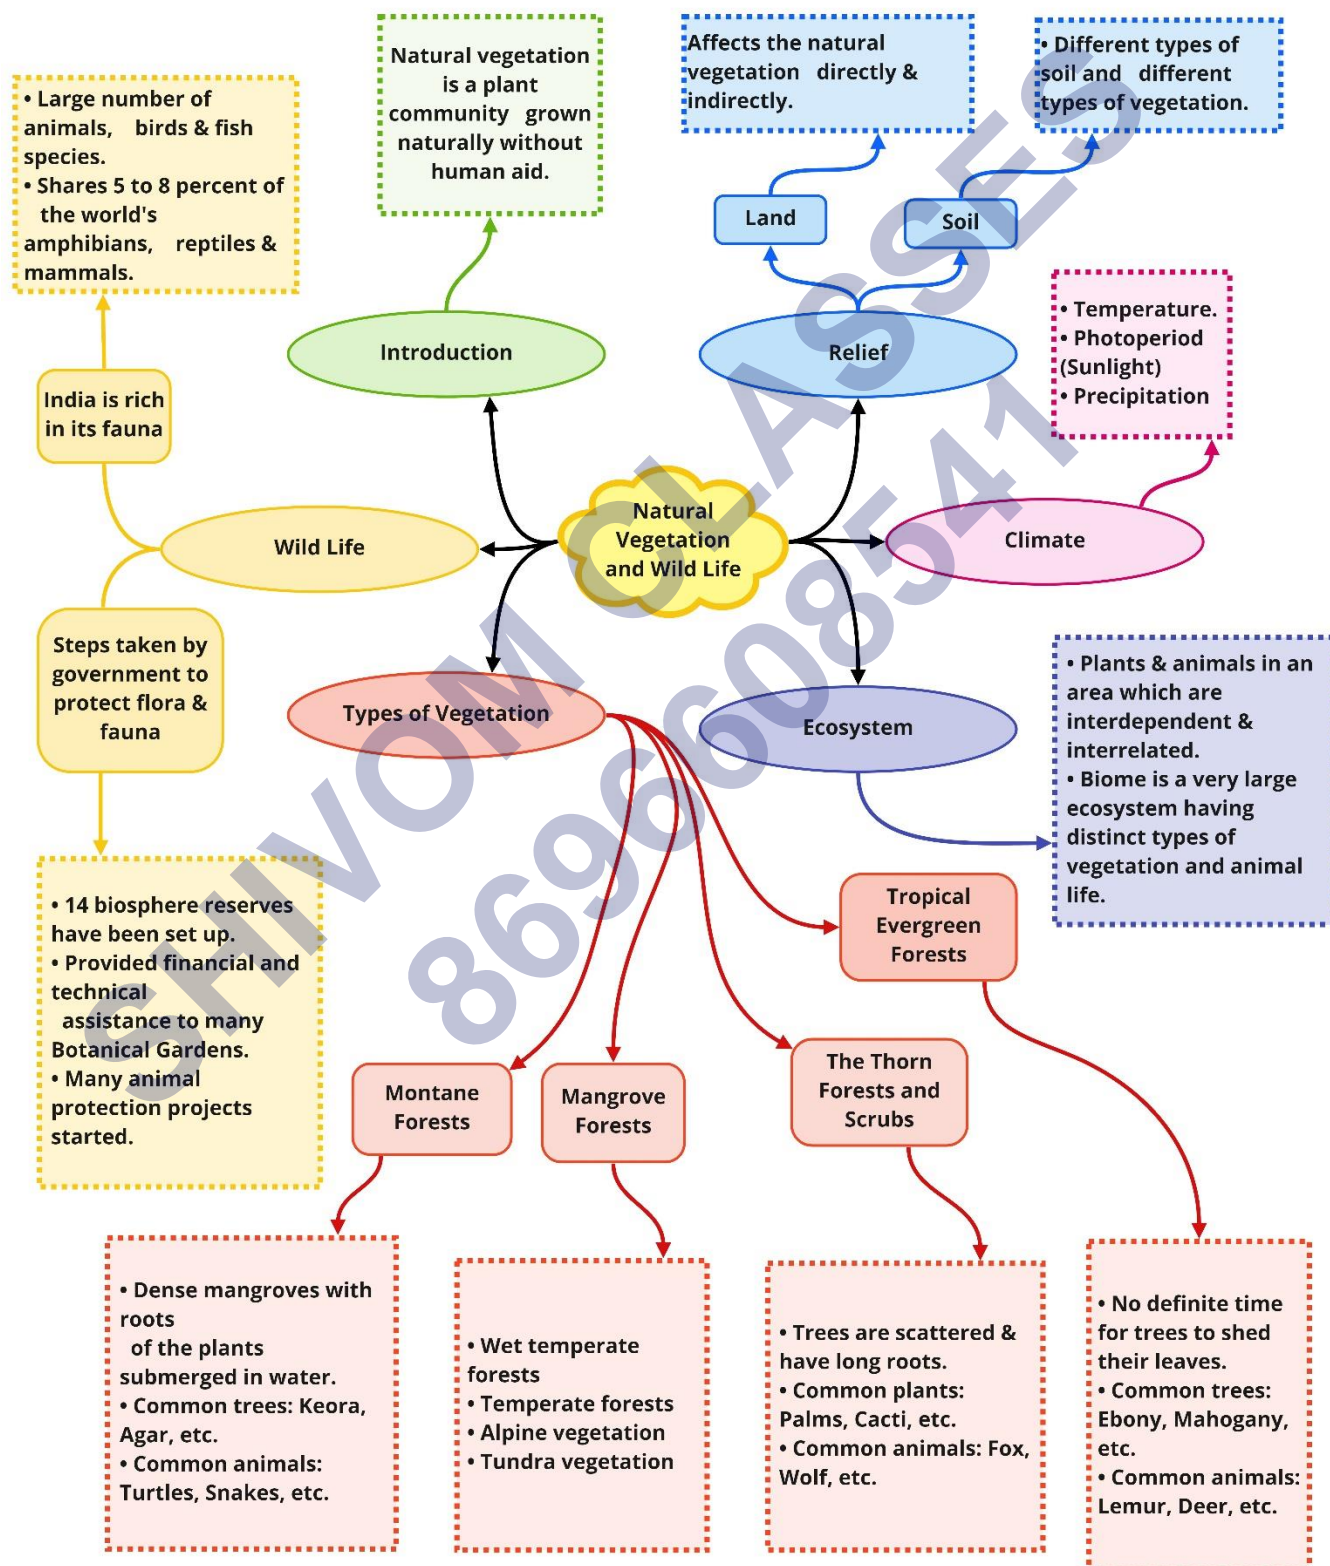 Natural
Vegetation
and Wild Life
Introduction
Natural vegetation
is a plant
community grown
naturally without
human aid.
Relief
Land
Affects the natural
vegetation directly &
indirectly.
Soil
• Different types of
soil and different
types of vegetation.
Climate
• Temperature.
• Photoperiod
(Sunlight)
• Precipitation
Ecosystem
• Plants & animals in an
area which are
interdependent &
interrelated.
• Biome is a very large
ecosystem having
distinct types of
vegetation and animal
life.
Types of Vegetation
Tropical
Evergreen
Forests
• No definite time
for trees to shed
their leaves.
• Common trees:
Ebony, Mahogany,
etc.
• Common animals:
Lemur, Deer, etc.
The Thorn
Forests and
Scrubs
• Trees are scattered &
have long roots.
• Common plants:
Palms, Cacti, etc.
• Common animals: Fox,
Wolf, etc.
Mangrove
Forests
• Wet temperate
forests
• Temperate forests
• Alpine vegetation
• Tundra vegetation
Montane
Forests
• Dense mangroves with
roots
of the plants
submerged in water.
• Common trees: Keora,
Agar, etc.
• Common animals:
Turtles, Snakes, etc.
Wild Life
India is rich
in its fauna
• Large number of
animals, birds & fish
species.
• Shares 5 to 8 percent of
the world's
amphibians, reptiles &
mammals.
Steps taken by
government to
protect flora &
fauna
• 14 biosphere reserves
have been set up.
• Provided financial and
technical
assistance to many
Botanical Gardens.
• Many animal
protection projects
started.
SHIVOM CLASSES
8696608541